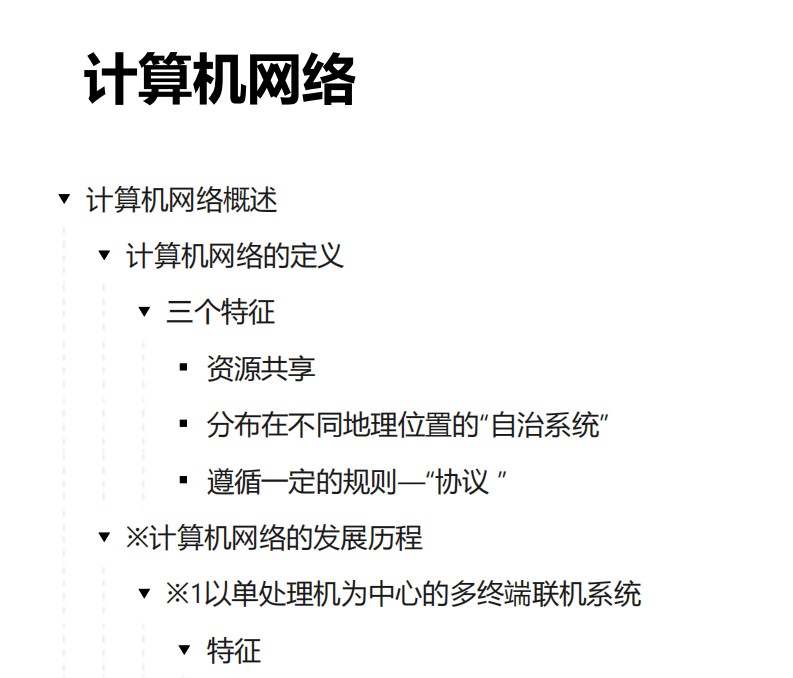 计算机网络
计算机网络概述
计算机网络的定义
三个特征
资源共享
分布在不同地理位置的“自治系统”
遵循一定的规则—“协议 ”
※计算机网络的发展历程
※1以单处理机为中心的多终端联机系统
特征